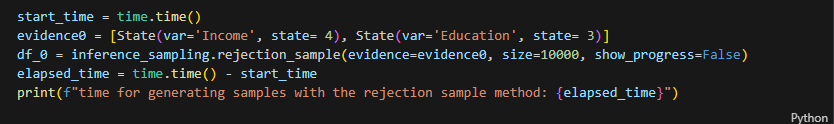 start_time = time.time()
evidence0 = [State(var='Income', state= 4), State(var='Education', state= 3)]
df_0 = inference_sampling.rejection_sample(evidence=evidence0, size=10000, show_progress=False)
elapsed_time = time.time() - start_time
print(f"time for generating samples with the rejection sample method: {elapsed_time}")
Python